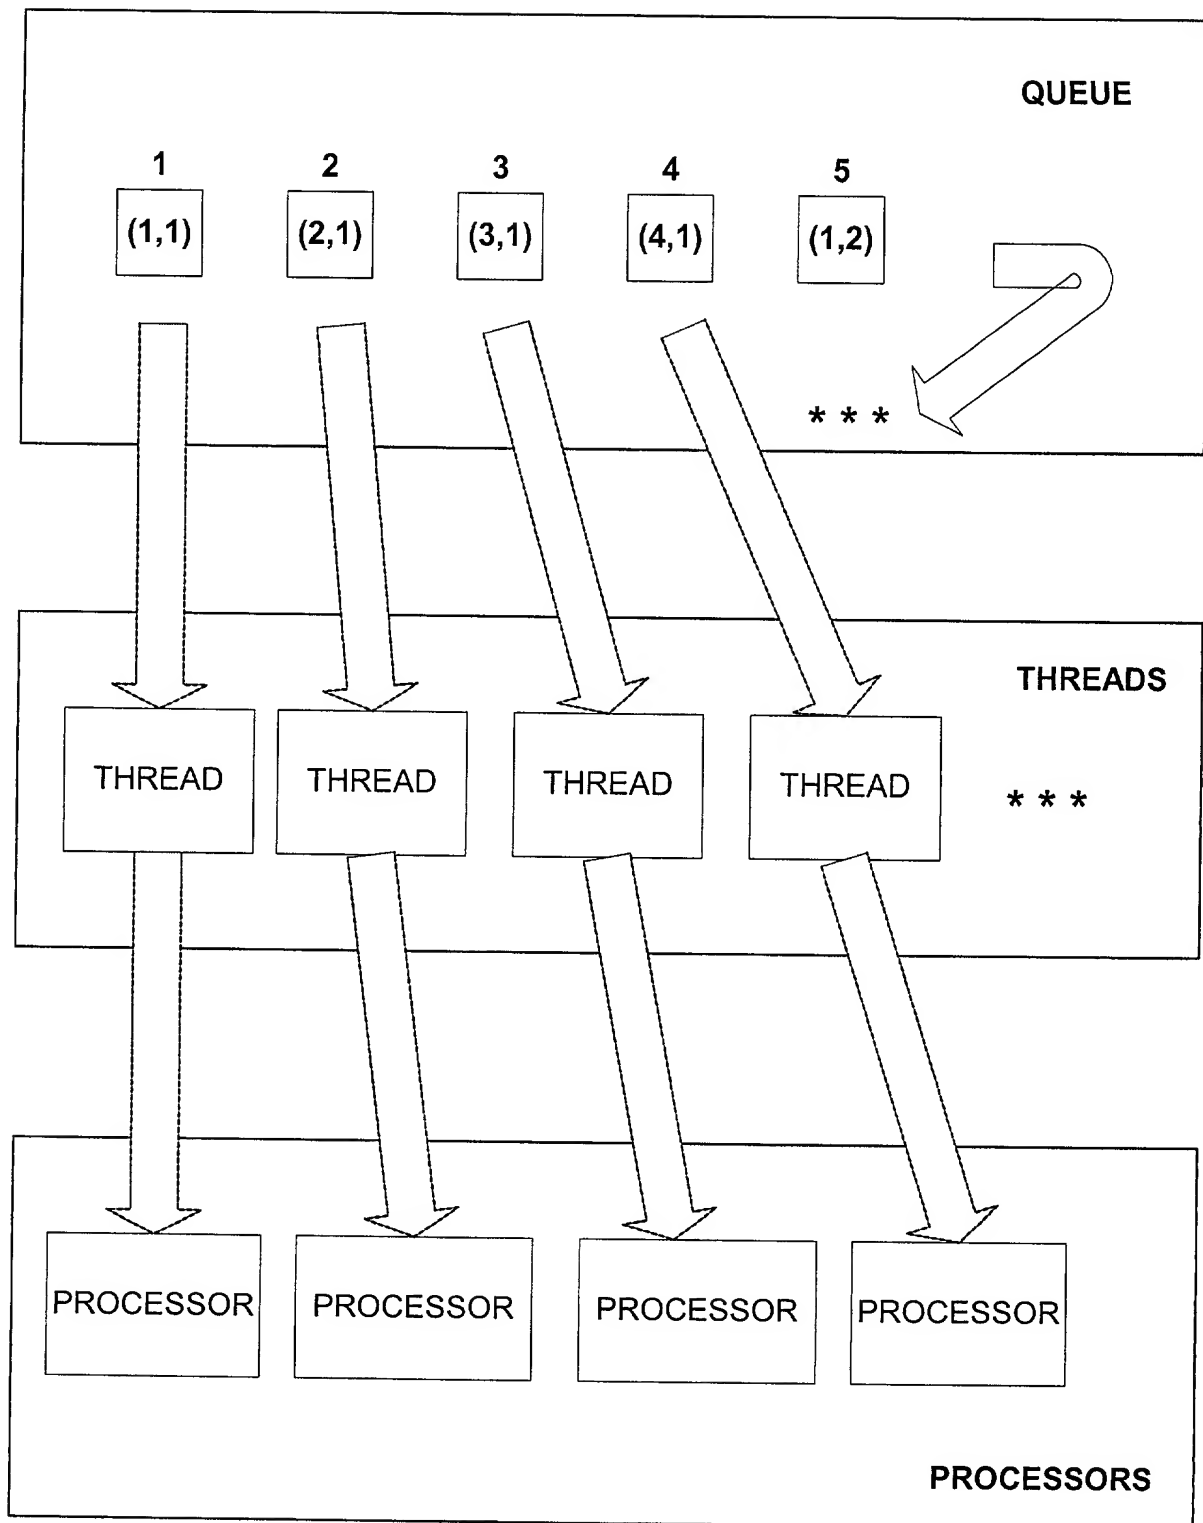 QUEUE
1 2 3 4 5
(1,1) (2,1) (3,1) (4,1) (1,2)
* * *
THREADS
THREAD THREAD THREAD THREAD
* * *
PROCESSOR PROCESSOR PROCESSOR PROCESSOR
PROCESSORS